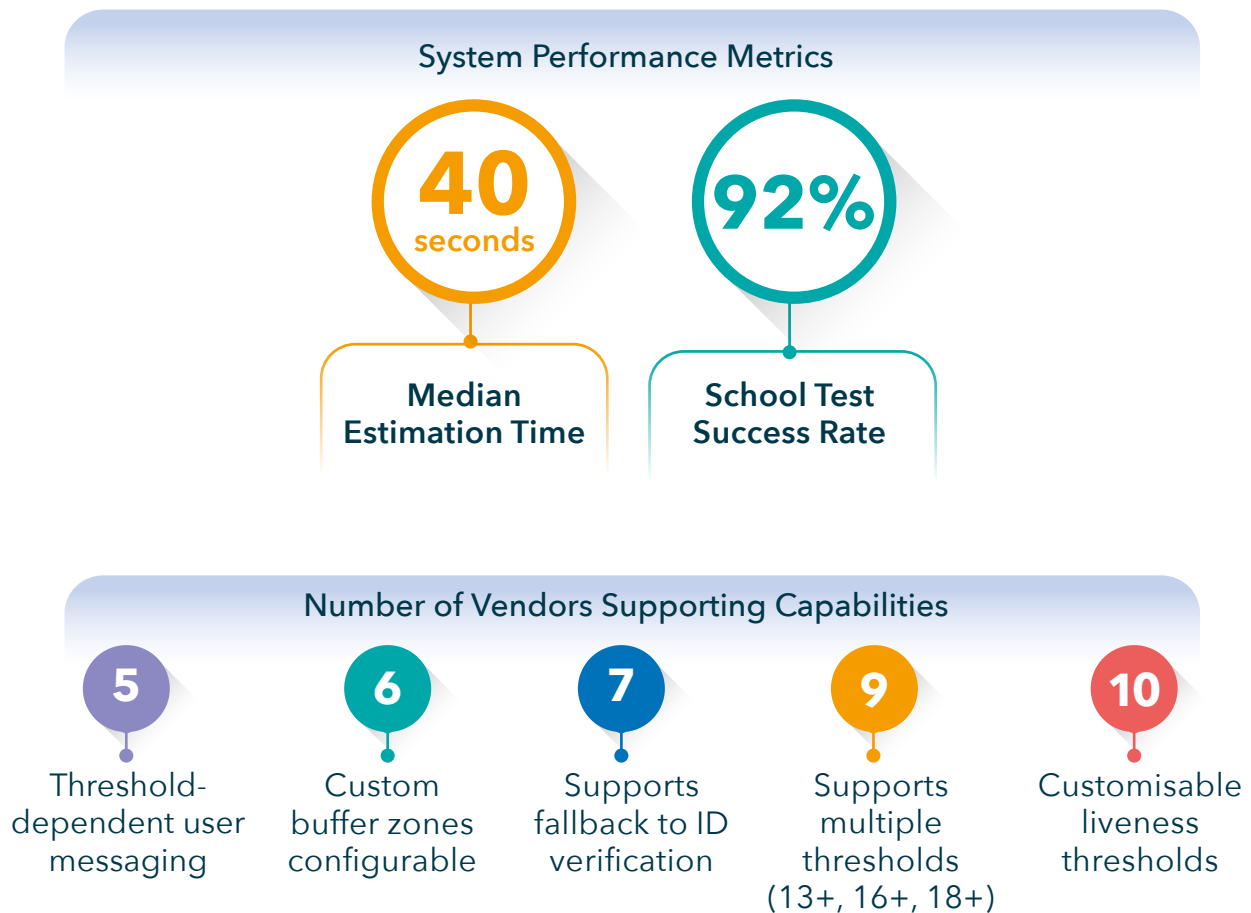 System Performance Metrics
40
seconds
92%
Median
Estimation Time
School Test
Success Rate
Number of Vendors Supporting Capabilities
5
Threshold-
dependent user
messaging
6
Custom
buffer zones
configurable
7
Supports
fallback to ID
verification
9
Supports
multiple
thresholds
(13+, 16+, 18+)
10
Customisable
liveness
thresholds